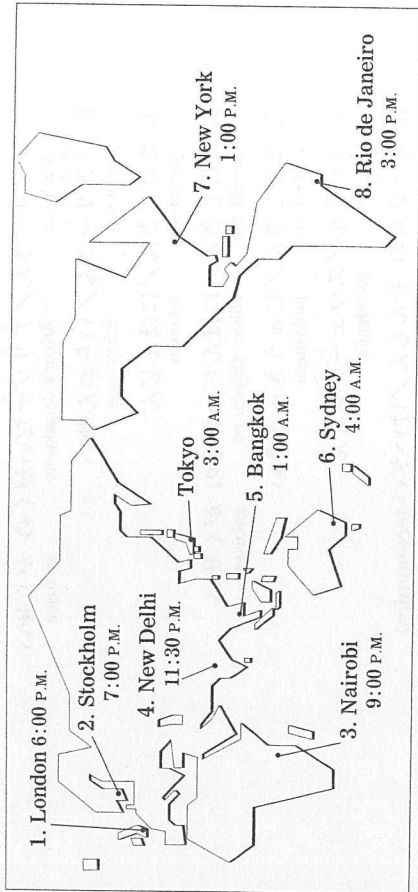 1. London 6:00 P.M.
2. Stockholm
7:00 P.M.
3. Nairobi
9:00 P.M.
4. New Delhi
11:30 P.M.
5. Bangkok
1:00 A.M.
Tokyo
3:00 A.M.
6. Sydney
4:00 A.M.
7. New York
1:00 P.M.
8. Rio de Janeiro
3:00 P.M.